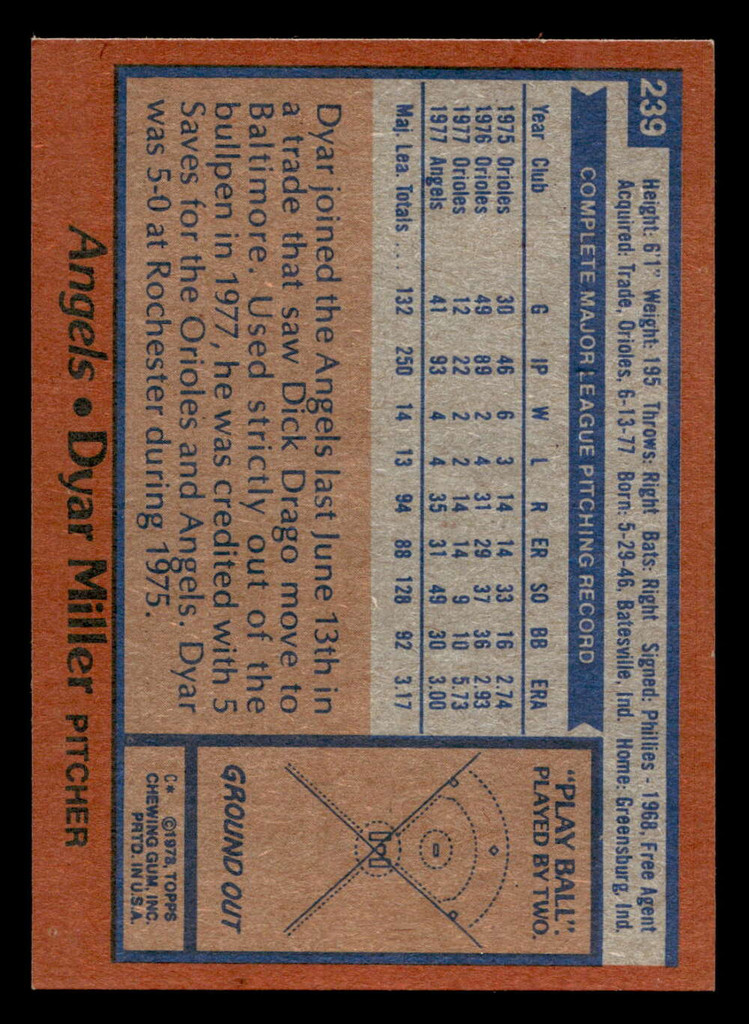 239
Height: 6'1" Weight: 195 Throws: Right Bats: Right Signed: Phillies - 1968, Free Agent
Acquired: Trade, Orioles, 6-13-77 Born: 5-29-46, Batesville, Ind. Home: Greensburg, Ind.
COMPLETE MAJOR LEAGUE PITCHING RECORD
Year Club G IP W L R ER SO BB ERA
1975 Orioles 30 46 6 3 14 14 33 16 2.74
1976 Orioles 49 89 2 4 31 29 37 36 2.93
1977 Orioles 12 22 2 2 14 14 9 10 5.73
1977 Angels 41 93 4 4 35 31 49 30 3.00
Maj. Lea. Totals .... 132 250 14 13 94 88 128 92 3.17
Dyar joined the Angels last June 13th in
a trade that saw Dick Drago move to
Baltimore. Used strictly out of the
bullpen in 1977, he was credited with 5
Saves for the Orioles and Angels. Dyar
was 5-0 at Rochester during 1975.
"PLAY BALL".
PLAYED BY TWO.
GROUND OUT
C* ©1978, TOPPS
CHEWING GUM, INC.
PRTD. IN U.S.A.
Angels • Dyar Miller PITCHER